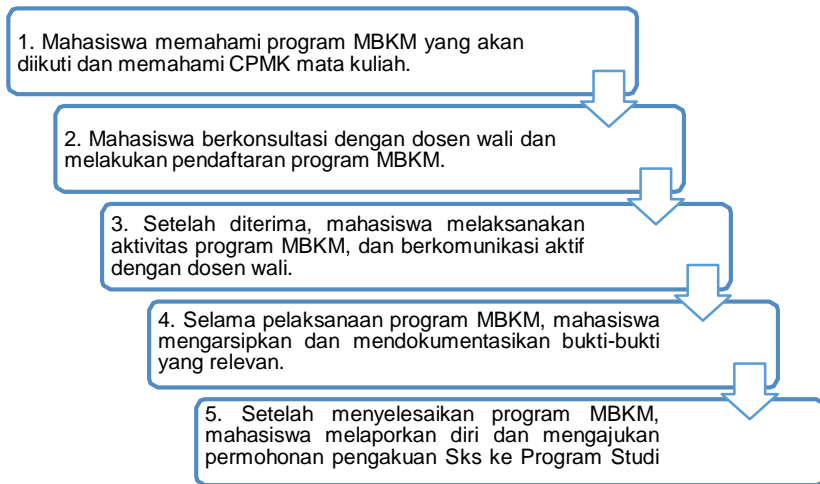 1. Mahasiswa memahami program MBKM yang akan
diikuti dan memahami CPMK mata kuliah.
2. Mahasiswa berkonsultasi dengan dosen wali dan
melakukan pendaftaran program MBKM.
3. Setelah diterima, mahasiswa melaksanakan
aktivitas program MBKM, dan berkomunikasi aktif
dengan dosen wali.
4. Selama pelaksanaan program MBKM, mahasiswa
mengarsipkan dan mendokumentasikan bukti-bukti
yang relevan.
5. Setelah menyelesaikan program MBKM,
mahasiswa melaporkan diri dan mengajukan
permohonan pengakuan Sks ke Program Studi